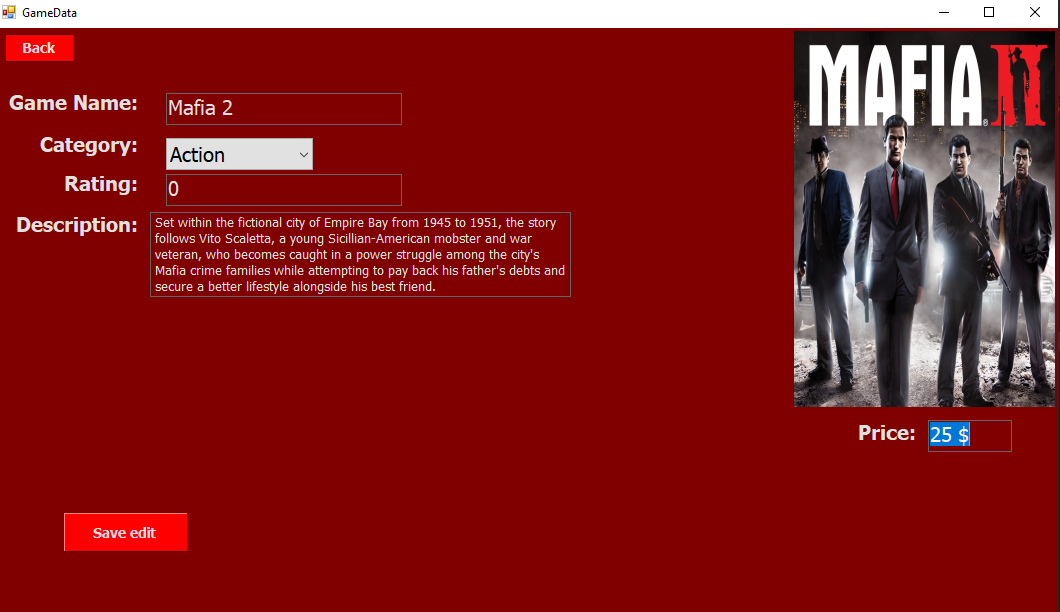 GameData
Back
MAFIA II
Game Name:
Mafia 2
Category:
Action
Rating:
0
Description:
Set within the fictional city of Empire Bay from 1945 to 1951, the story
follows Vito Scaletta, a young Sicillian-American mobster and war
veteran, who becomes caught in a power struggle among the city's
Mafia crime families while attempting to pay back his father's debts and
secure a better lifestyle alongside his best friend.
Price:
25 $
Save edit